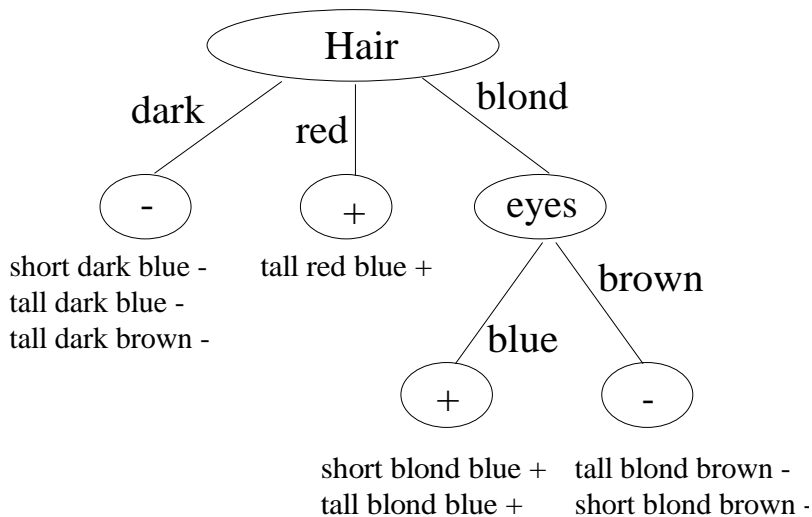 Hair
dark
red
blond
-
+
eyes
short dark blue -
tall dark blue -
tall dark brown -
tall red blue +
blue
brown
+
-
short blond blue +
tall blond blue +
tall blond brown -
short blond brown -